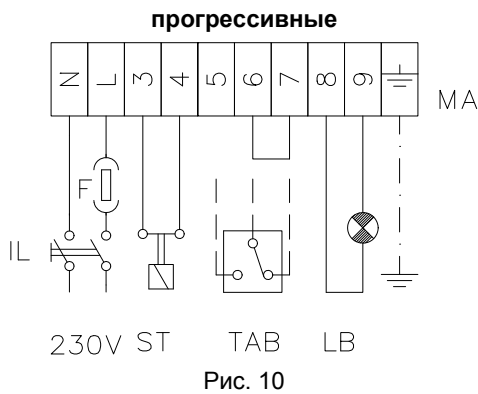 прогрессивные
N L 3 4 5 6 7 8 9
MA
F
IL
230V ST TAB LB
Рис. 10